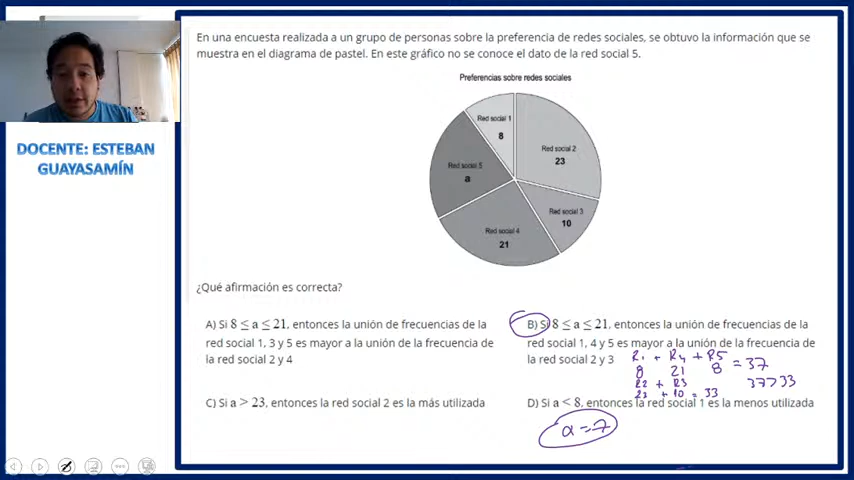 En una encuesta realizada a un grupo de personas sobre la preferencia de redes sociales, se obtuvo la información que se
muestra en el diagrama de pastel. En este gráfico no se conoce el dato de la red social 5.
Preferencias sobre redes sociales
Red social 1
8
Red social 2
23
Red social 5
a
Red social 3
10
Red social 4
21
DOCENTE: ESTEBAN
GUAYASAMÍN
¿Qué afirmación es correcta?
A) Si 8 ≤ a ≤ 21, entonces la unión de frecuencias de la
red social 1, 3 y 5 es mayor a la unión de la frecuencia de
la red social 2 y 4
B) Si 8 ≤ a ≤ 21, entonces la unión de frecuencias de la
red social 1, 4 y 5 es mayor a la unión de la frecuencia de
la red social 2 y 3
R1 + R4 + R5
8 21 8 = 37
R2 + R3 37>33
23 + 10 = 33
C) Si a > 23, entonces la red social 2 es la más utilizada
D) Si a < 8, entonces la red social 1 es la menos utilizada
a = 7